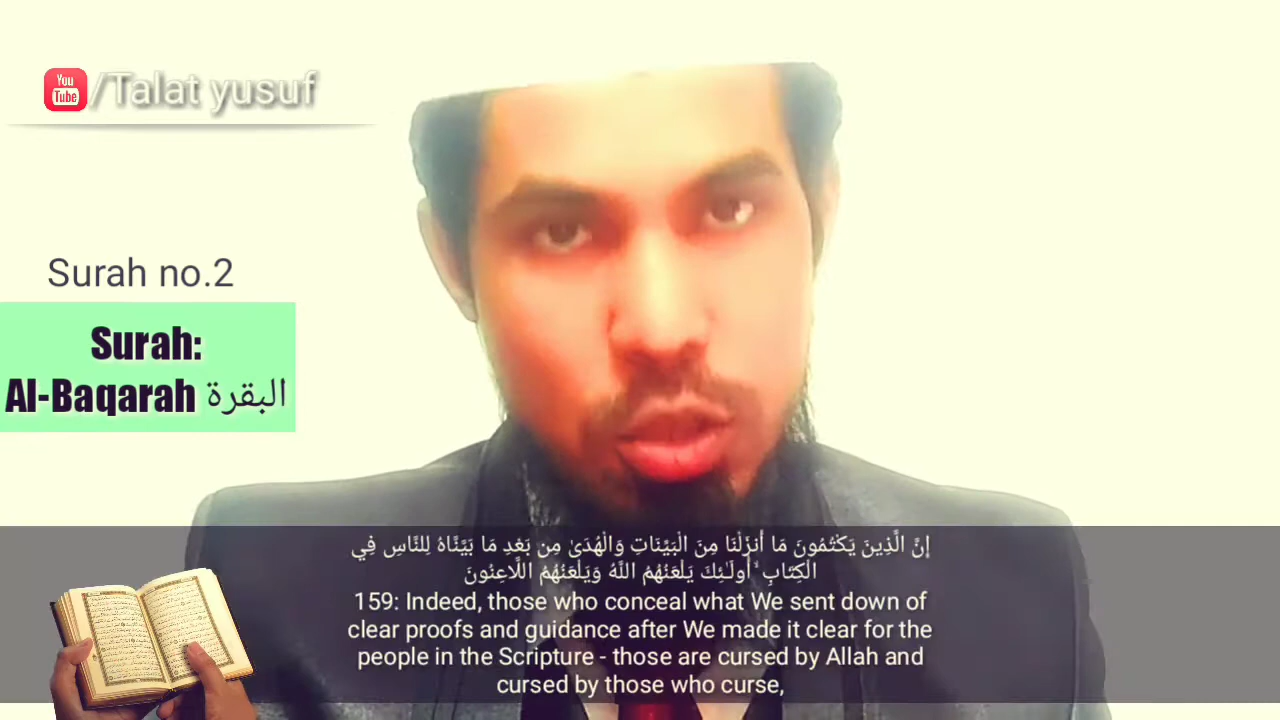 You
Tube
/Talat yusuf
Surah no.2
Surah:
Al-Baqarah البقرة
إِنَّ الَّذِينَ يَكْتُمُونَ مَا أَنزَلْنَا مِنَ الْبَيِّنَاتِ وَالْهُدَىٰ مِن بَعْدِ مَا بَيَّنَّاهُ لِلنَّاسِ فِي
الْكِتَابِ ۙ أُولَـٰئِكَ يَلْعَنُهُمُ اللَّهُ وَيَلْعَنُهُمُ اللَّاعِنُونَ
159: Indeed, those who conceal what We sent down of
clear proofs and guidance after We made it clear for the
people in the Scripture - those are cursed by Allah and
cursed by those who curse,